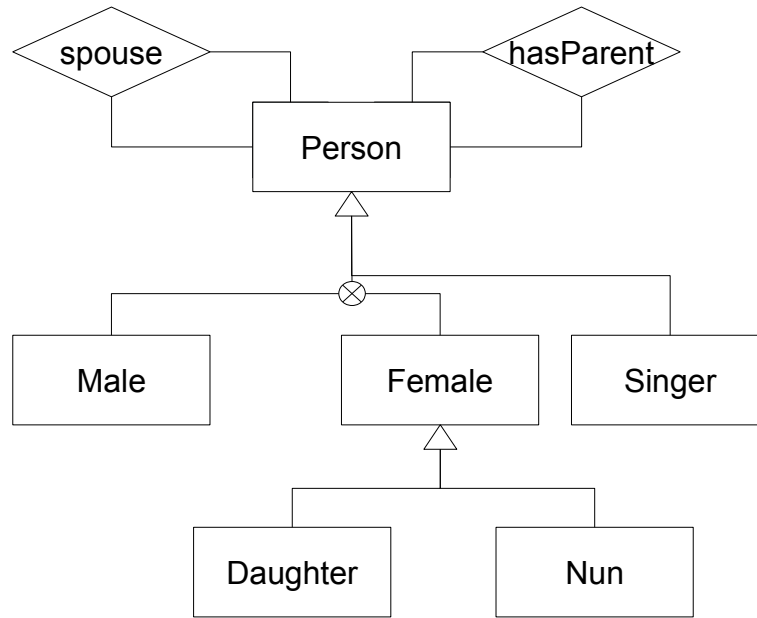 spouse
hasParent
Person
Male
Female
Singer
Daughter
Nun